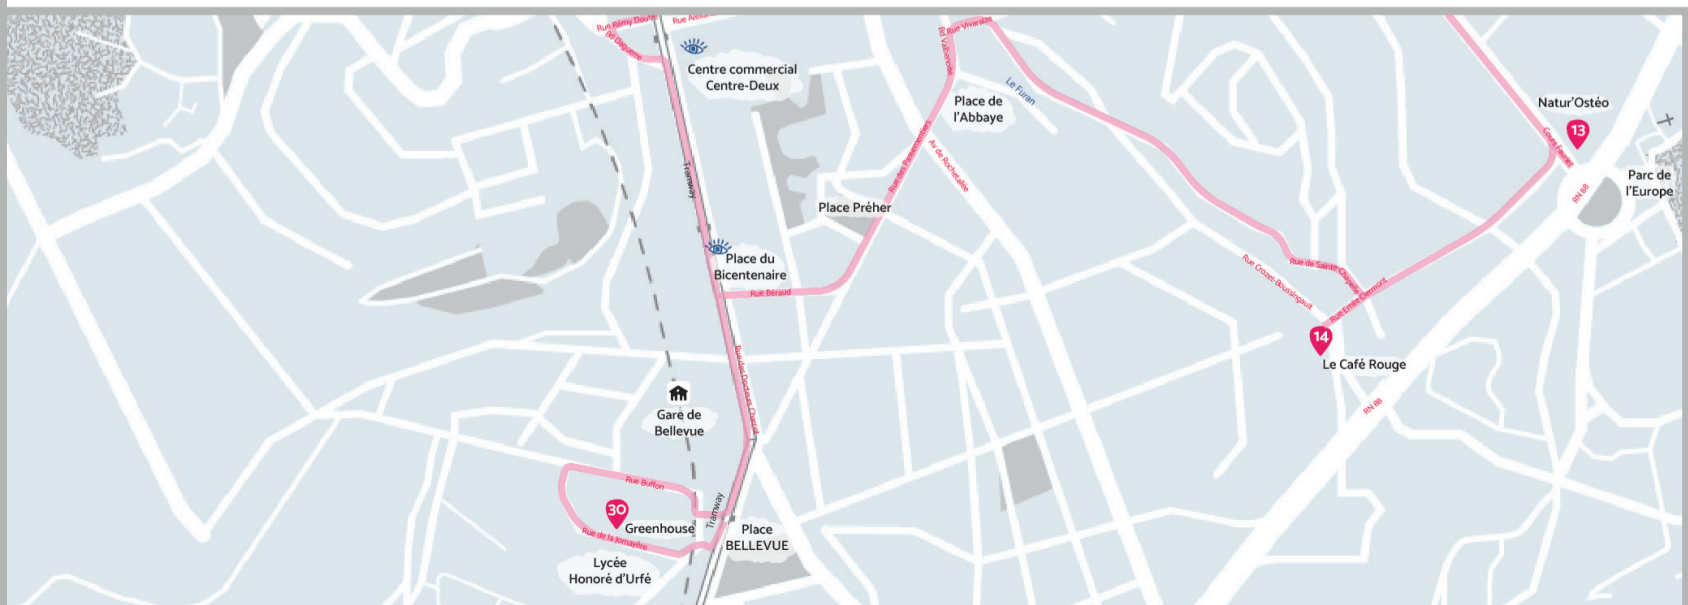 Rue Rémy Doutre
Rue Alexan
Bd Daguerre
Centre commercial
Centre-Deux
Tramway
Place du
Bicentenaire
Rue Béraud
Rue des Docteurs Charcot
Gare de
Bellevue
Rue Buffon
30
Greenhouse
Rue de la Jomayère
Lycée
Honoré d'Urfé
Tramway
Place
BELLEVUE
Bd Valbenoîte
Rue Vivaraize
Le Furan
Place de
l'Abbaye
Rue des Passementiers
Av de Rochetaillée
Place Préher
Natur'Ostéo
13
Cours Fauriel
Parc de
l'Europe
RN 88
Rue Crozet-Boussingault
Rue de Sainte-Chapelle
Rue Emile Clermont
14
Le Café Rouge
RN 88